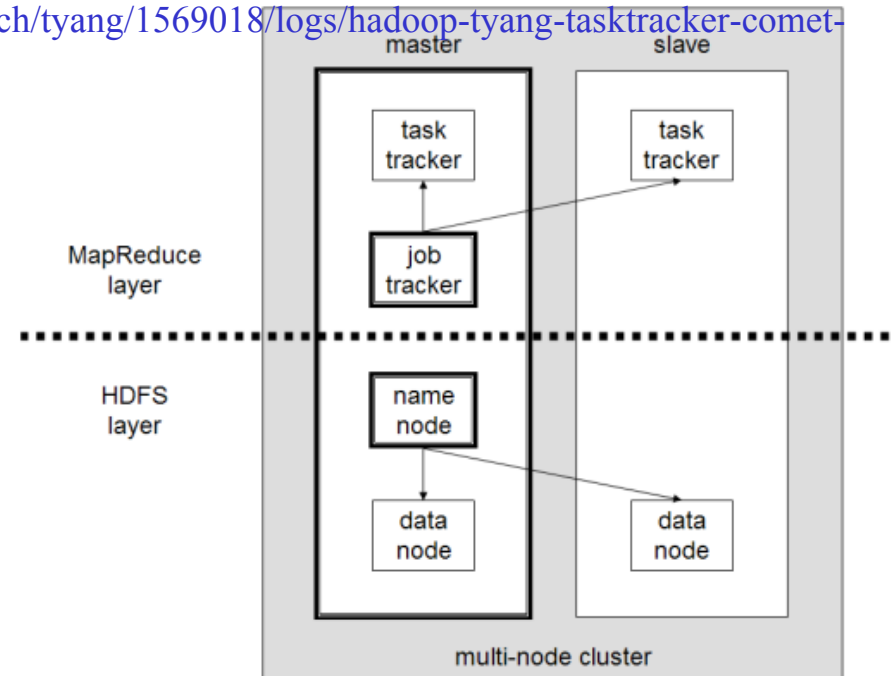 ch/tyang/1569018/logs/hadoop-tyang-tasktracker-comet-
master
slave
task
tracker
task
tracker
MapReduce
layer
job
tracker
HDFS
layer
name
node
data
node
data
node
multi-node cluster